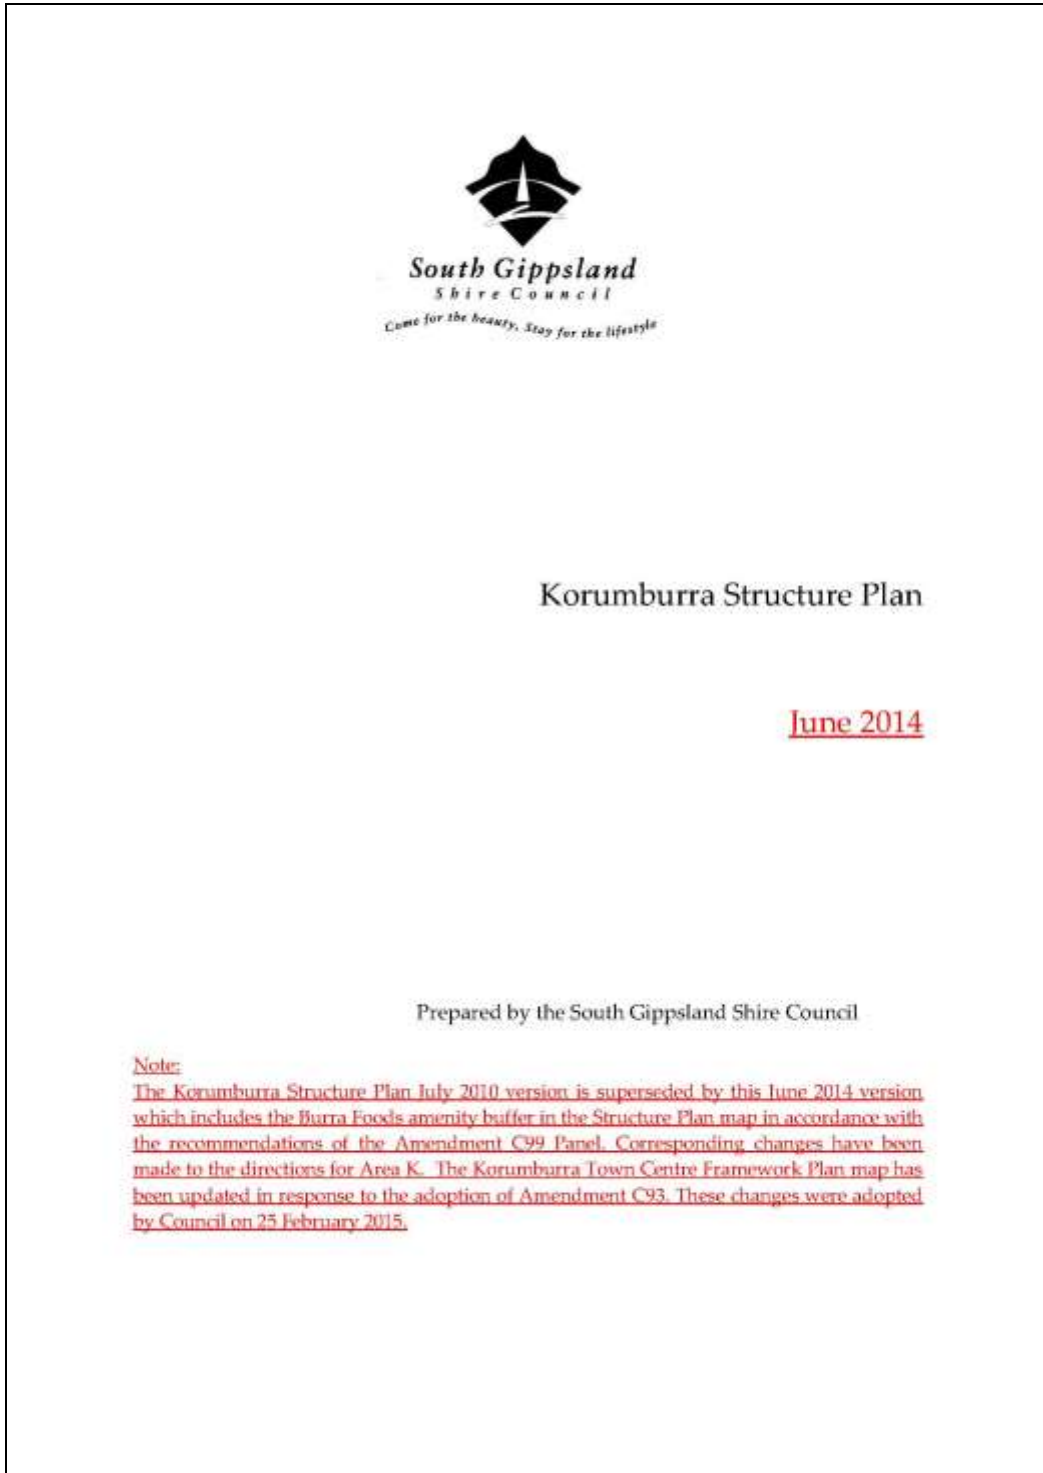 South Gippsland
Shire Council
Come for the beauty, Stay for the lifestyle
Korumburra Structure Plan
June 2014
Prepared by the South Gippsland Shire Council
Note:
The Korumburra Structure Plan July 2010 version is superseded by this June 2014 version
which includes the Burra Foods amenity buffer in the Structure Plan map in accordance with
the recommendations of the Amendment C99 Panel. Corresponding changes have been
made to the directions for Area K. The Korumburra Town Centre Framework Plan map has
been updated in response to the adoption of Amendment C93. These changes were adopted
by Council on 25 February 2015.